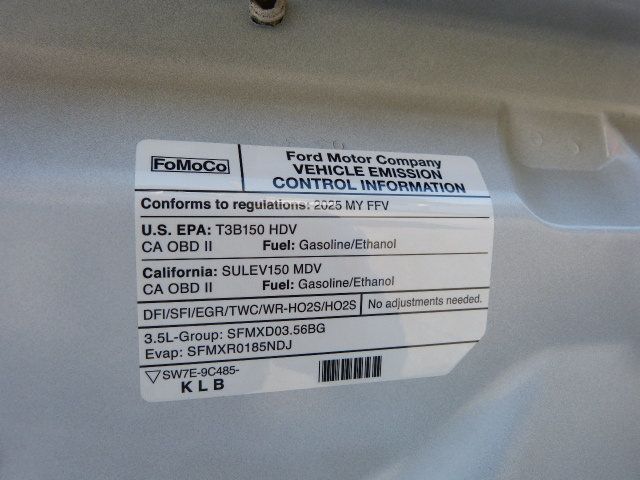 FoMoCo
Ford Motor Company
VEHICLE EMISSION
CONTROL INFORMATION
Conforms to regulations: 2025 MY FFV
U.S. EPA: T3B150 HDV
CA OBD II Fuel: Gasoline/Ethanol
California: SULEV150 MDV
CA OBD II Fuel: Gasoline/Ethanol
DFI/SFI/EGR/TWC/WR-HO2S/HO2S No adjustments needed.
3.5L-Group: SFMXD03.56BG
Evap: SFMXR0185NDJ
SW7E-9C485-
KLB